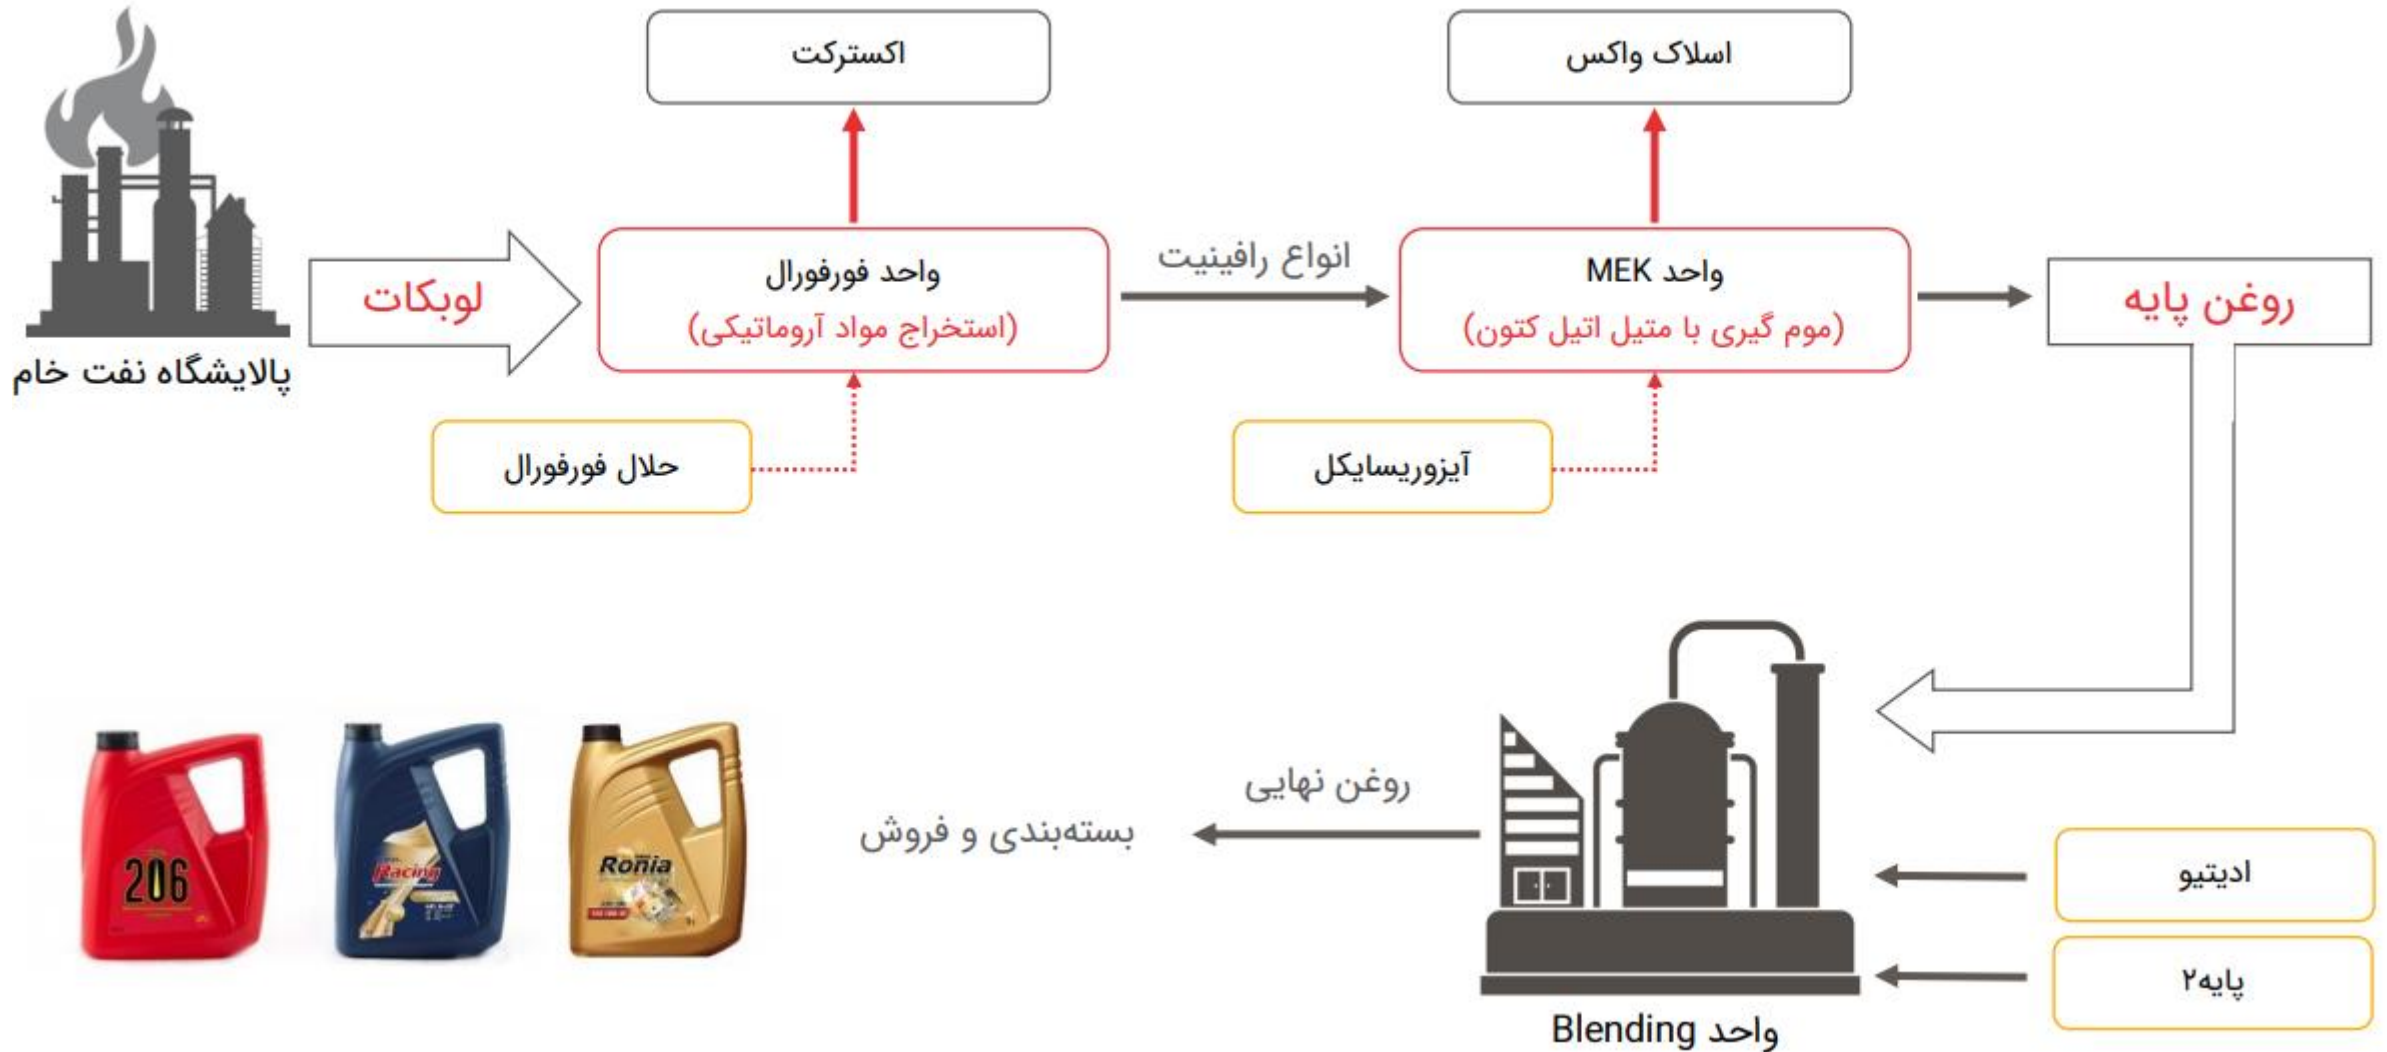 اکسترکت
اسلاک واکس
پالایشگاه نفت خام
لوبکات
واحد فورفورال
(استخراج مواد آروماتیکی)
انواع رافینیت
واحد MEK
(موم گیری با متیل اتیل کتون)
روغن پایه
حلال فورفورال
آیزوریسایکل
روغن نهایی
بسته‌بندی و فروش
206
Racing
Ronia
ادیتیو
پایه۲
واحد Blending